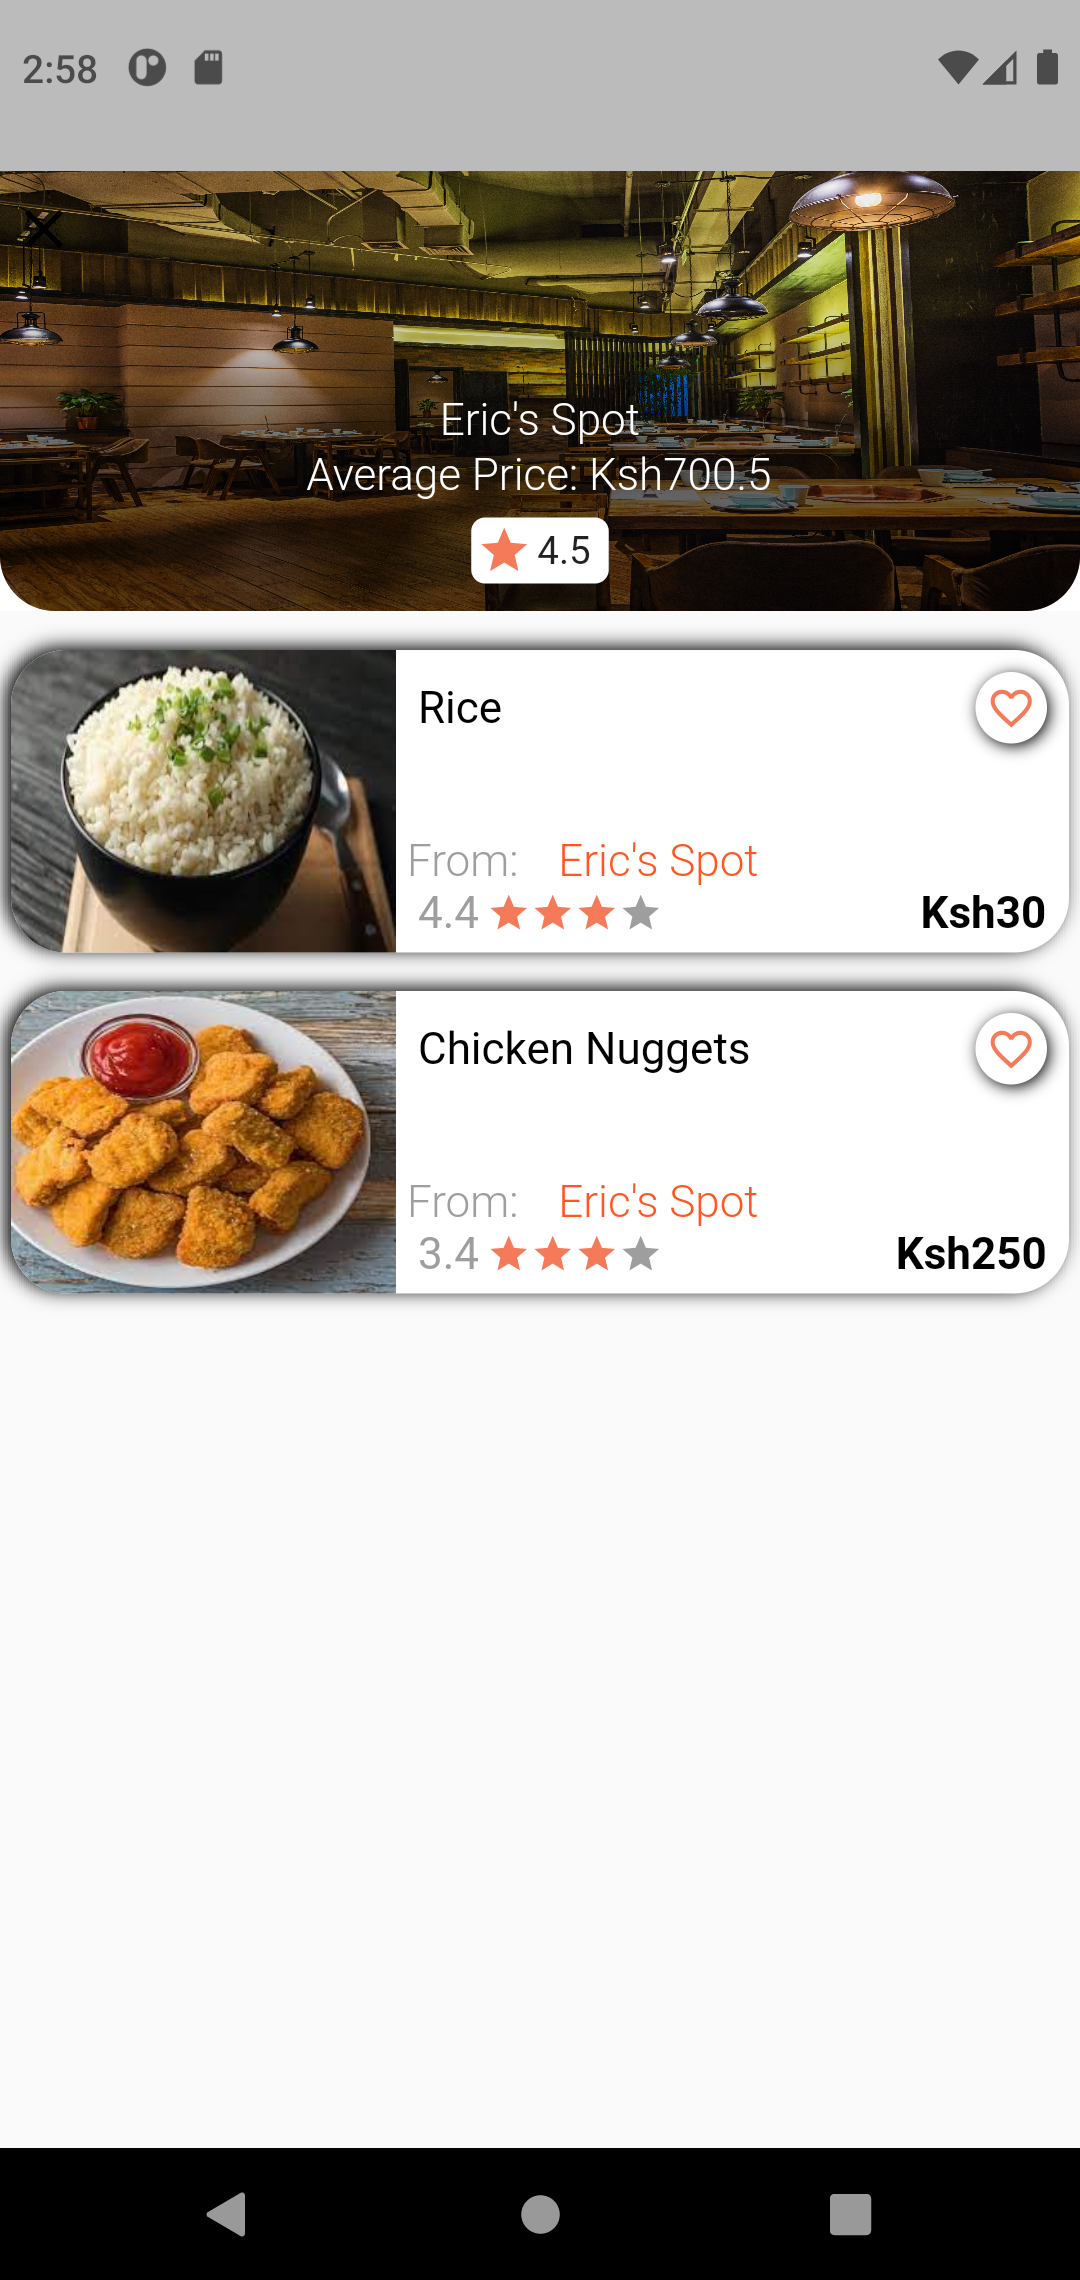 2:58
Eric's Spot
Average Price: Ksh700.5
4.5
Rice
From: Eric's Spot
4.4 Ksh30
Chicken Nuggets
From: Eric's Spot
3.4 Ksh250